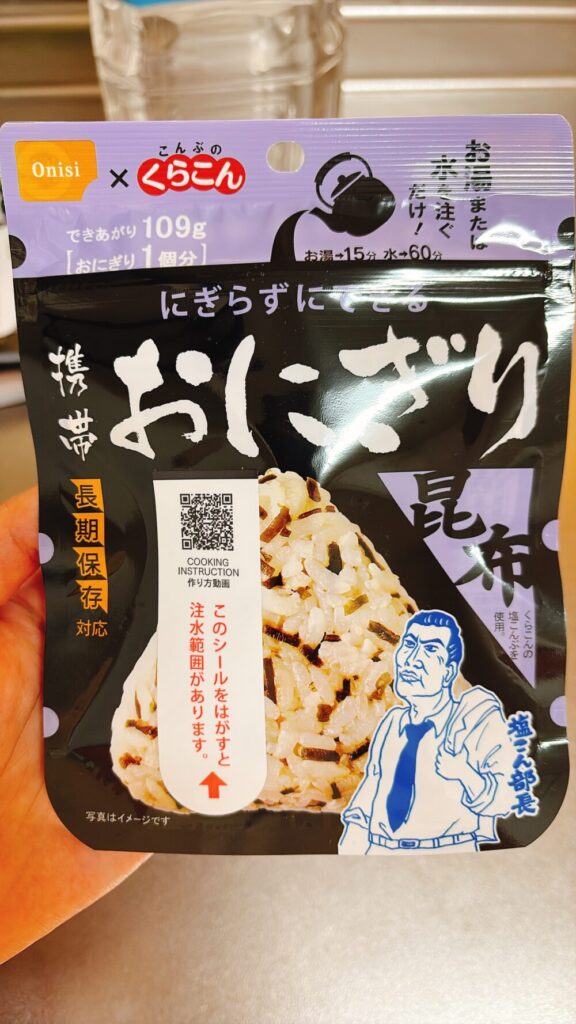 Onisi
×
こんぶの
くらこん
できあがり109g
[おにぎり1個分]
お湯または
水を注ぐ
だけ!
お湯→15分 水→60分
にぎらずにできる
携帯
おにぎり
長期保存
対応
昆布
くらこんの
塩こんぶを
使用。
COOKING
INSTRUCTION
作り方動画
このシールをはがすと
注水範囲があります。
塩こん部長
写真はイメージです